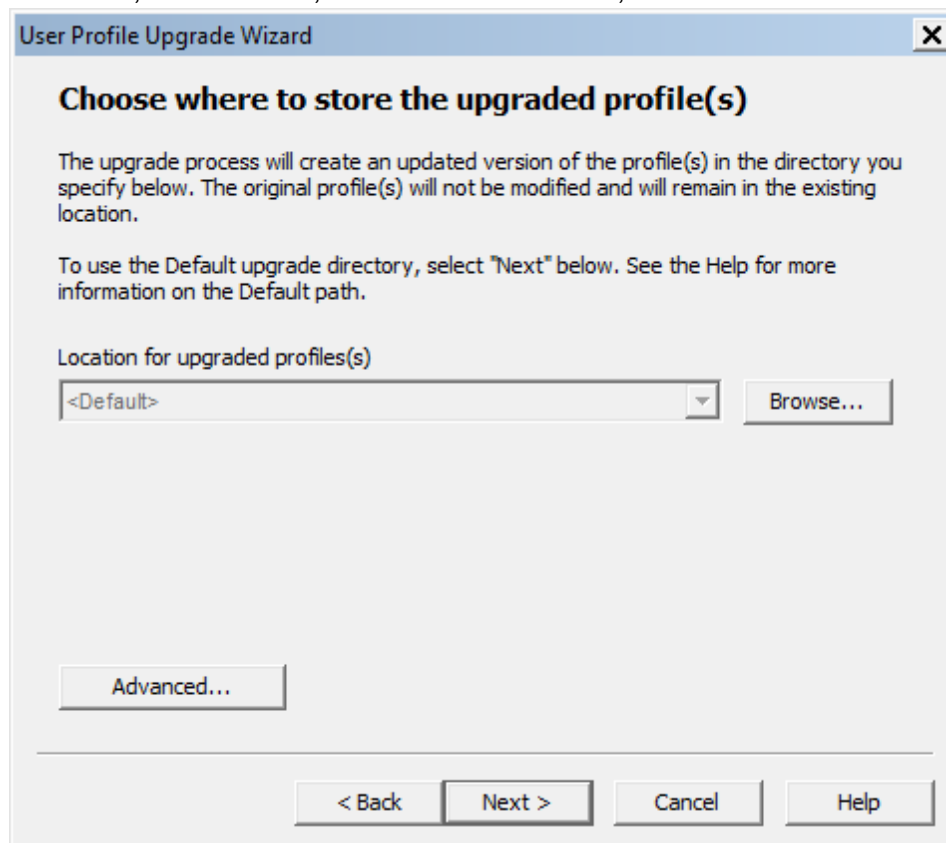 User Profile Upgrade Wizard
Choose where to store the upgraded profile(s)
The upgrade process will create an updated version of the profile(s) in the directory you
specify below. The original profile(s) will not be modified and will remain in the existing
location.
To use the Default upgrade directory, select "Next" below. See the Help for more
information on the Default path.
Location for upgraded profiles(s)
<Default>
Browse...
Advanced...
< Back
Next >
Cancel
Help